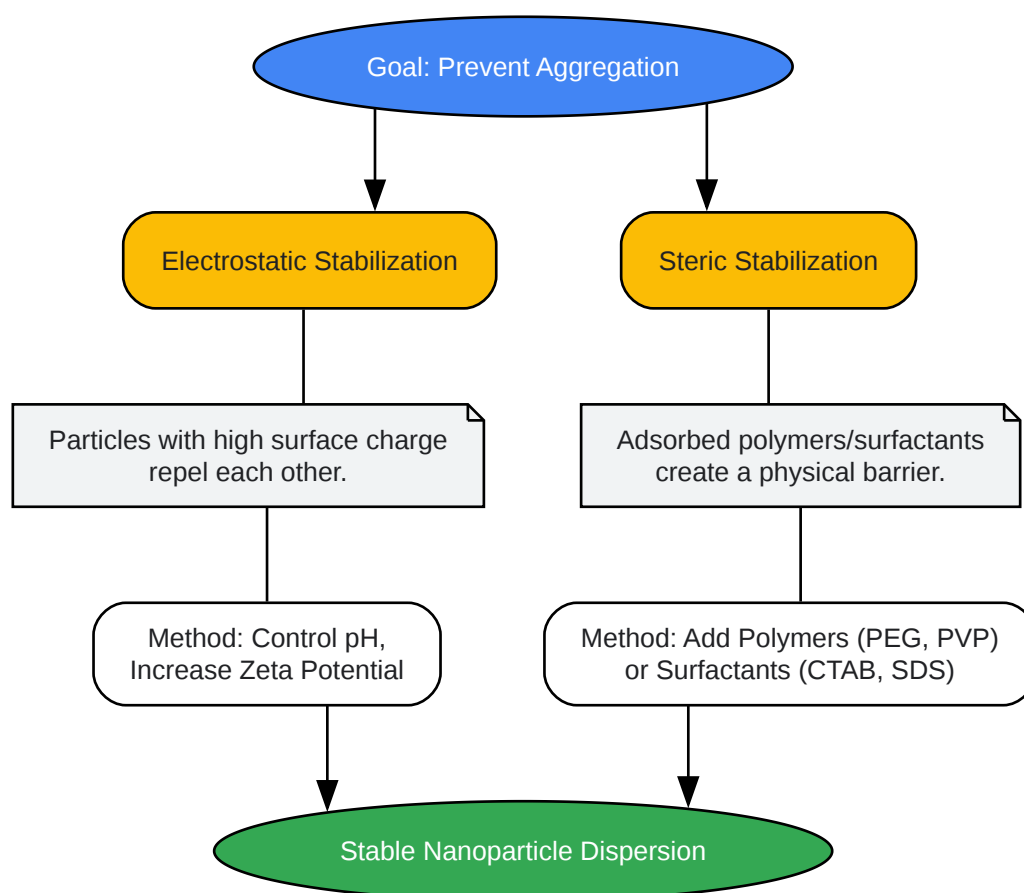 Goal: Prevent Aggregation
Electrostatic Stabilization
Steric Stabilization
Particles with high surface charge
repel each other.
Adsorbed polymers/surfactants
create a physical barrier.
Method: Control pH,
Increase Zeta Potential
Method: Add Polymers (PEG, PVP)
or Surfactants (CTAB, SDS)
Stable Nanoparticle Dispersion